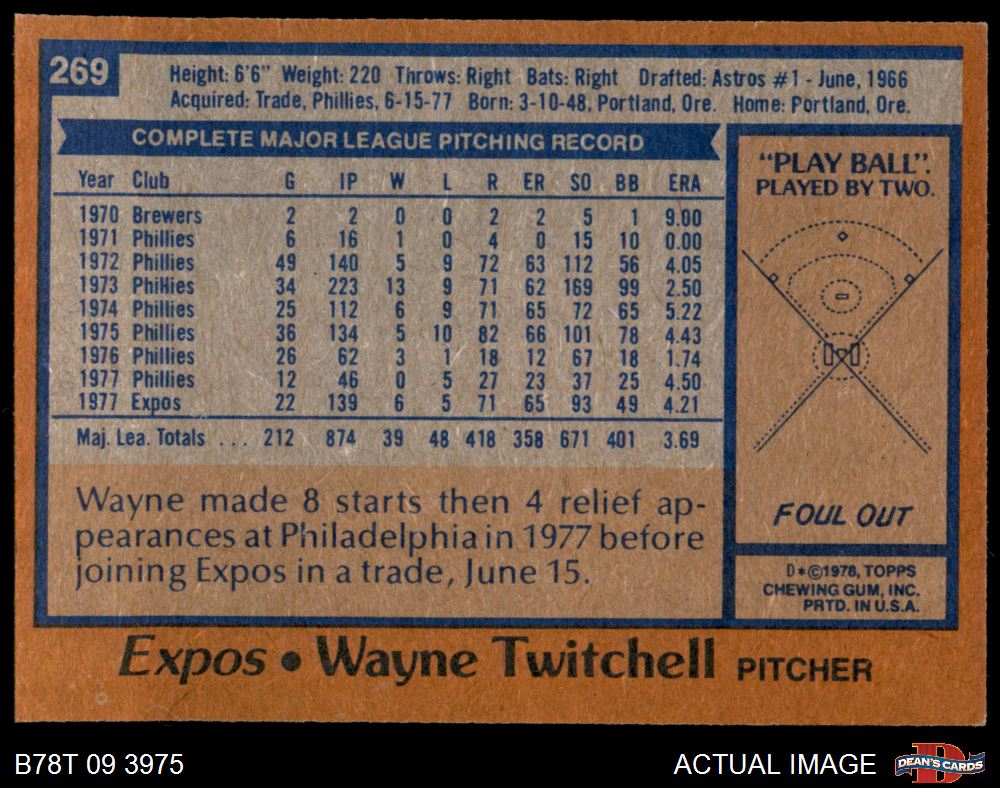 269
Height: 6'6" Weight: 220 Throws: Right Bats: Right Drafted: Astros #1 - June, 1966
Acquired: Trade, Phillies, 6-15-77 Born: 3-10-48, Portland, Ore. Home: Portland, Ore.
COMPLETE MAJOR LEAGUE PITCHING RECORD
Year Club G IP W L R ER SO BB ERA
1970 Brewers 2 2 0 0 2 2 5 1 9.00
1971 Phillies 6 16 1 0 4 0 15 10 0.00
1972 Phillies 49 140 5 9 72 63 112 56 4.05
1973 Phillies 34 223 13 9 71 62 169 99 2.50
1974 Phillies 25 112 6 9 71 65 72 65 5.22
1975 Phillies 36 134 5 10 82 66 101 78 4.43
1976 Phillies 26 62 3 1 18 12 67 18 1.74
1977 Phillies 12 46 0 5 27 23 37 25 4.50
1977 Expos 22 139 6 5 71 65 93 49 4.21
Maj. Lea. Totals ... 212 874 39 48 418 358 671 401 3.69
Wayne made 8 starts then 4 relief ap-
pearances at Philadelphia in 1977 before
joining Expos in a trade, June 15.
"PLAY BALL".
PLAYED BY TWO.
FOUL OUT
D*©1978, TOPPS
CHEWING GUM, INC.
PRTD. IN U.S.A.
Expos • Wayne Twitchell PITCHER
B78T 09 3975
ACTUAL IMAGE
DEAN'S CARDS